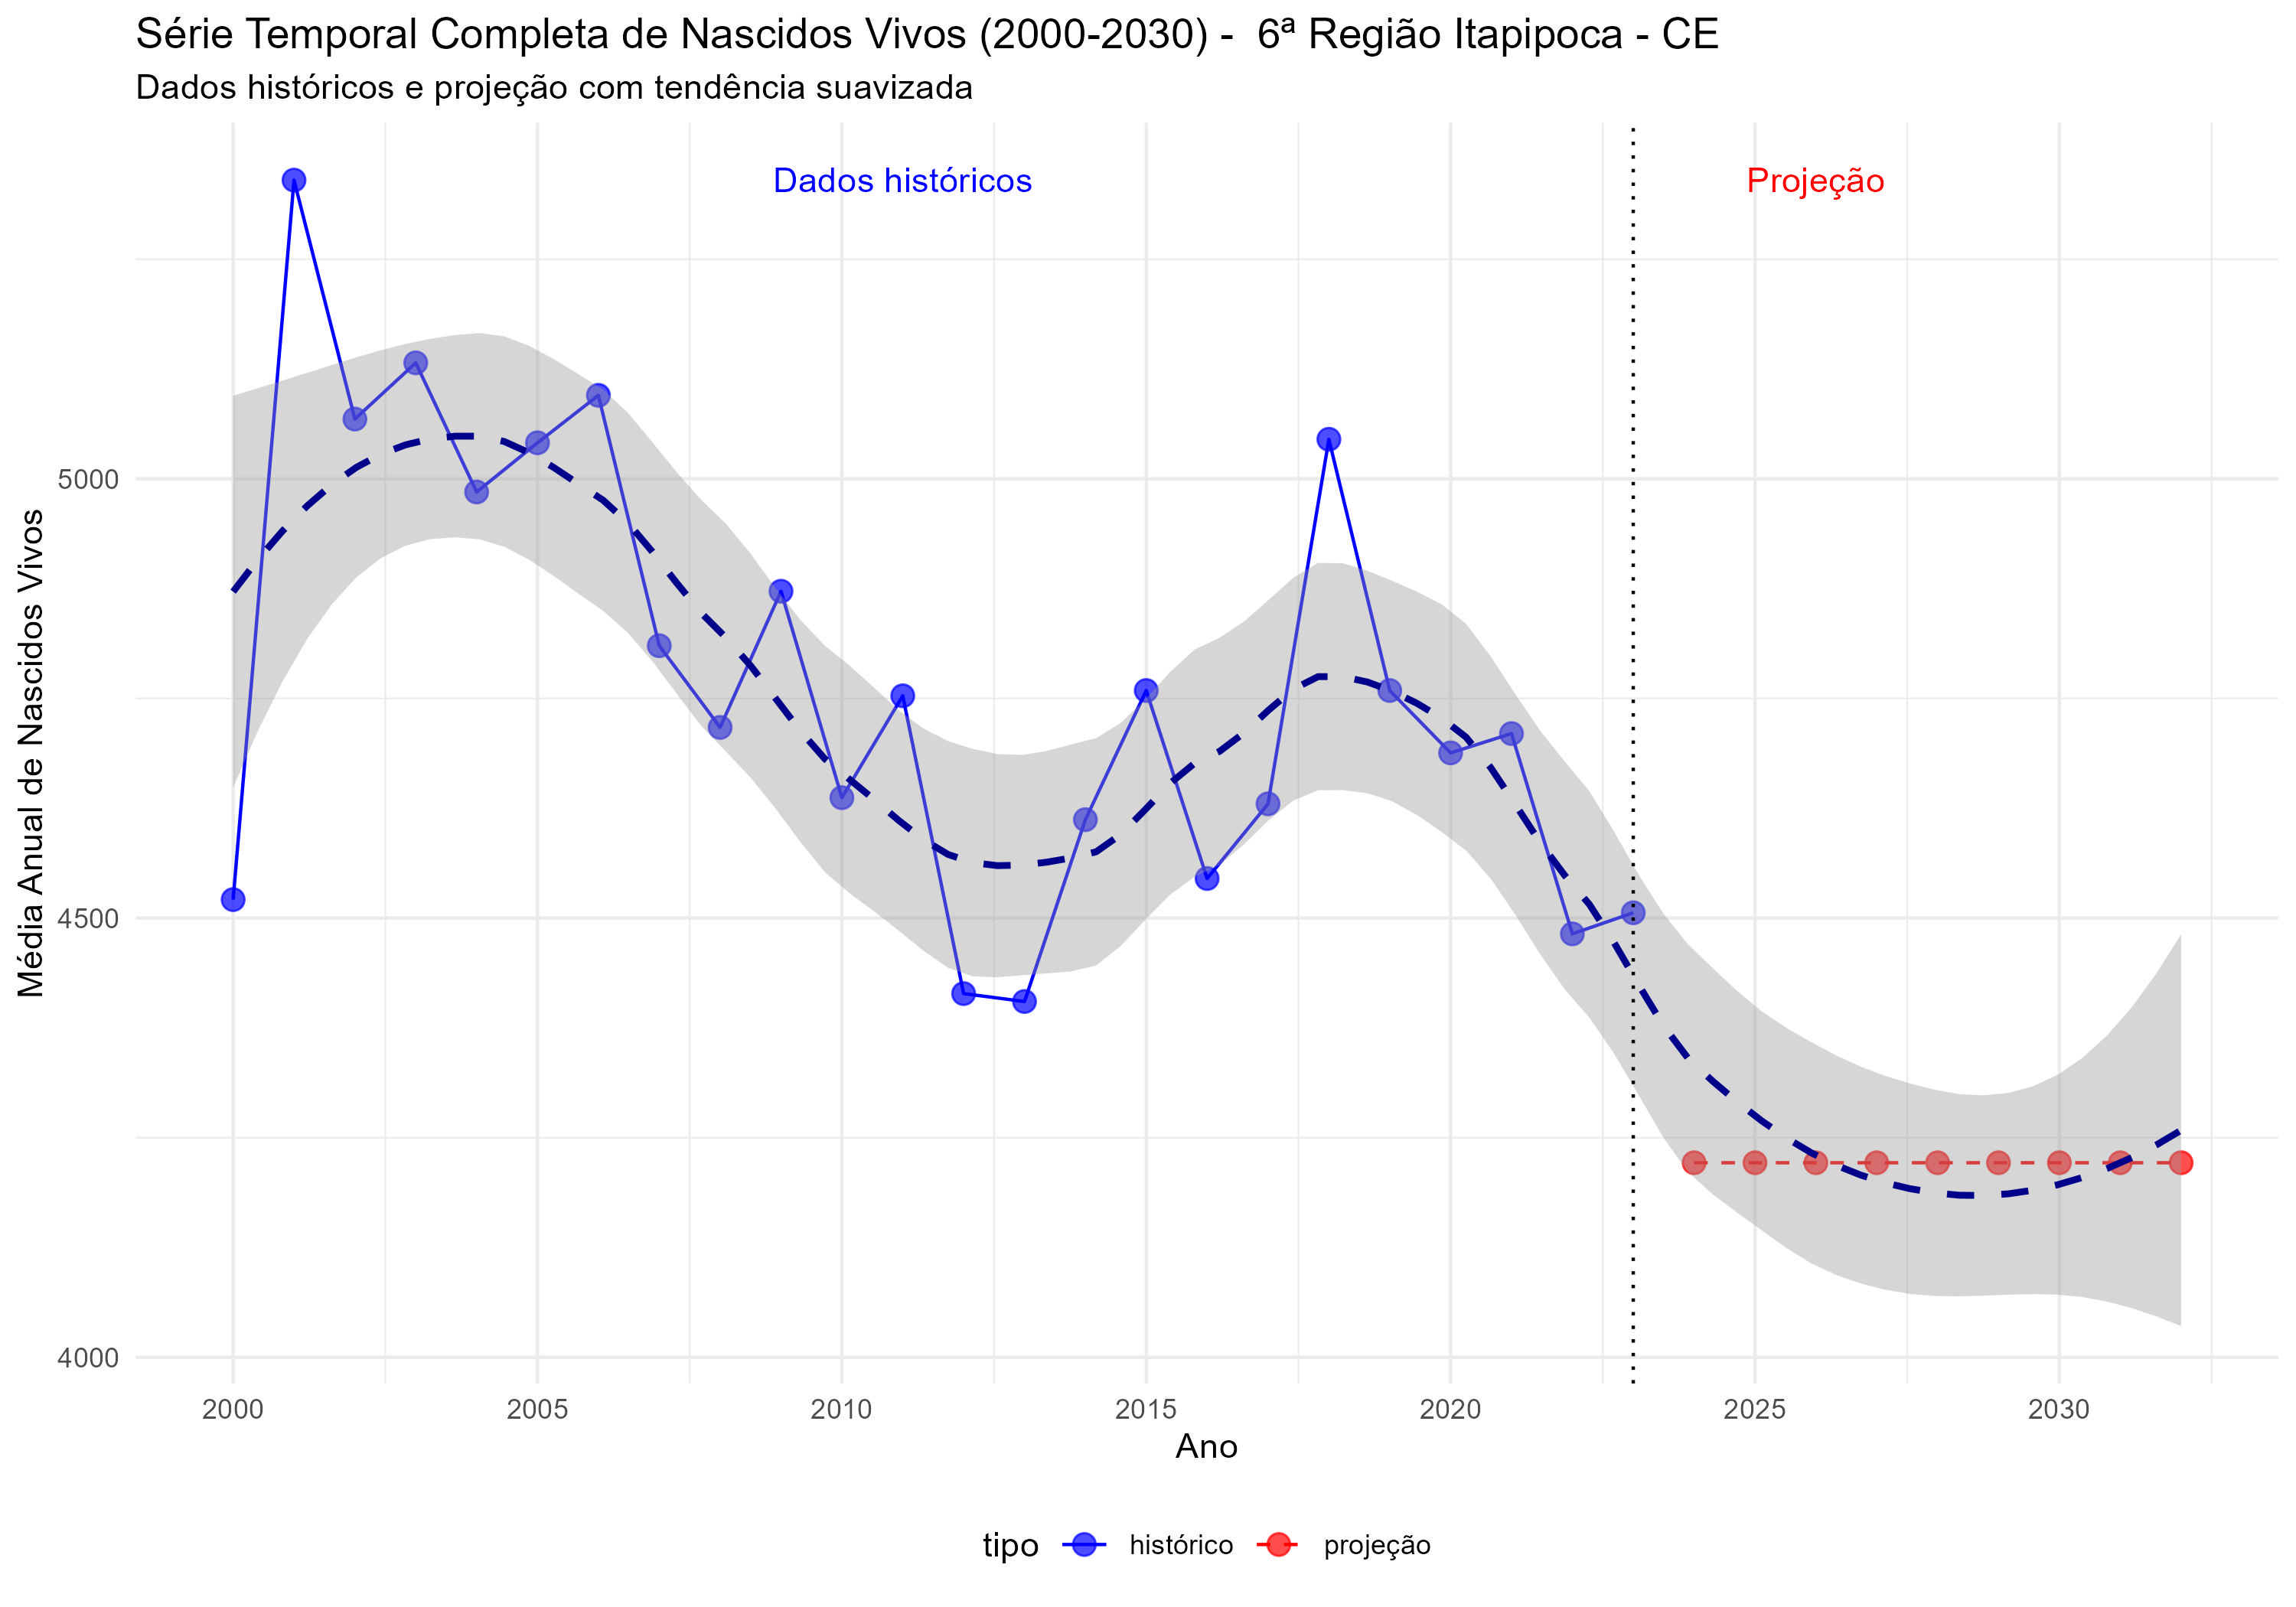 Série Temporal Completa de Nascidos Vivos (2000-2030) -  6ª Região Itapipoca - CE
Dados históricos e projeção com tendência suavizada
Dados históricos
Projeção
Média Anual de Nascidos Vivos
5000
4500
4000
2000 2005 2010 2015 2020 2025 2030
Ano
tipo histórico projeção